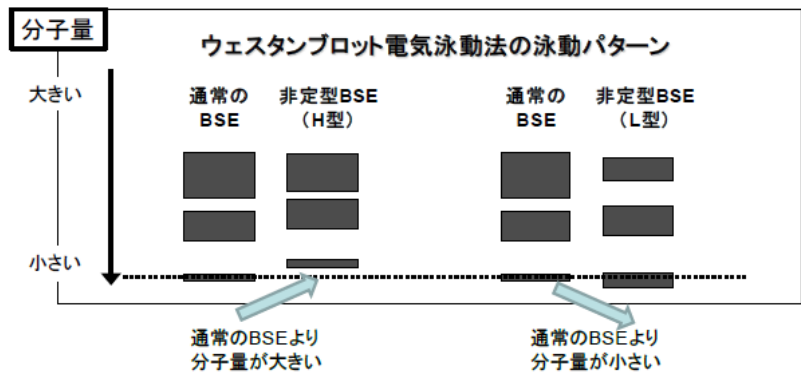 分子量
ウェスタンブロット電気泳動法の泳動パターン
大きい
通常の
BSE
非定型BSE
（H型）
通常の
BSE
非定型BSE
（L型）
小さい
通常のBSEより
分子量が大きい
通常のBSEより
分子量が小さい